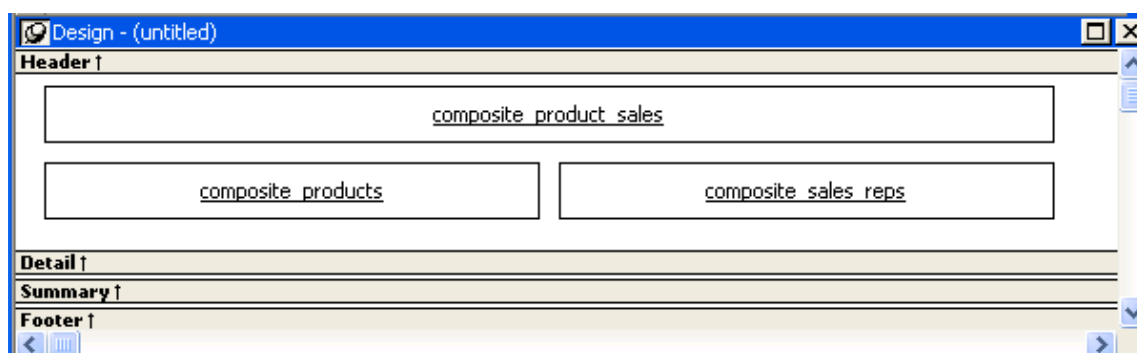 Design - (untitled)
Header ↑
composite_product_sales
composite_products composite_sales_reps
Detail ↑
Summary ↑
Footer ↑